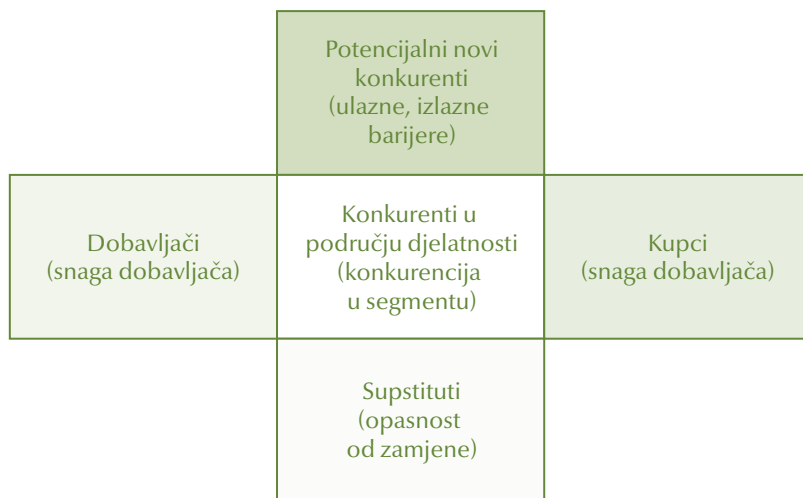 Potencijalni novi
konkurenti
(ulazne, izlazne
barijere)
Dobavljači
(snaga dobavljača)
Konkurenti u
području djelatnosti
(konkurencija
u segmentu)
Kupci
(snaga dobavljača)
Supstituti
(opasnost
od zamjene)